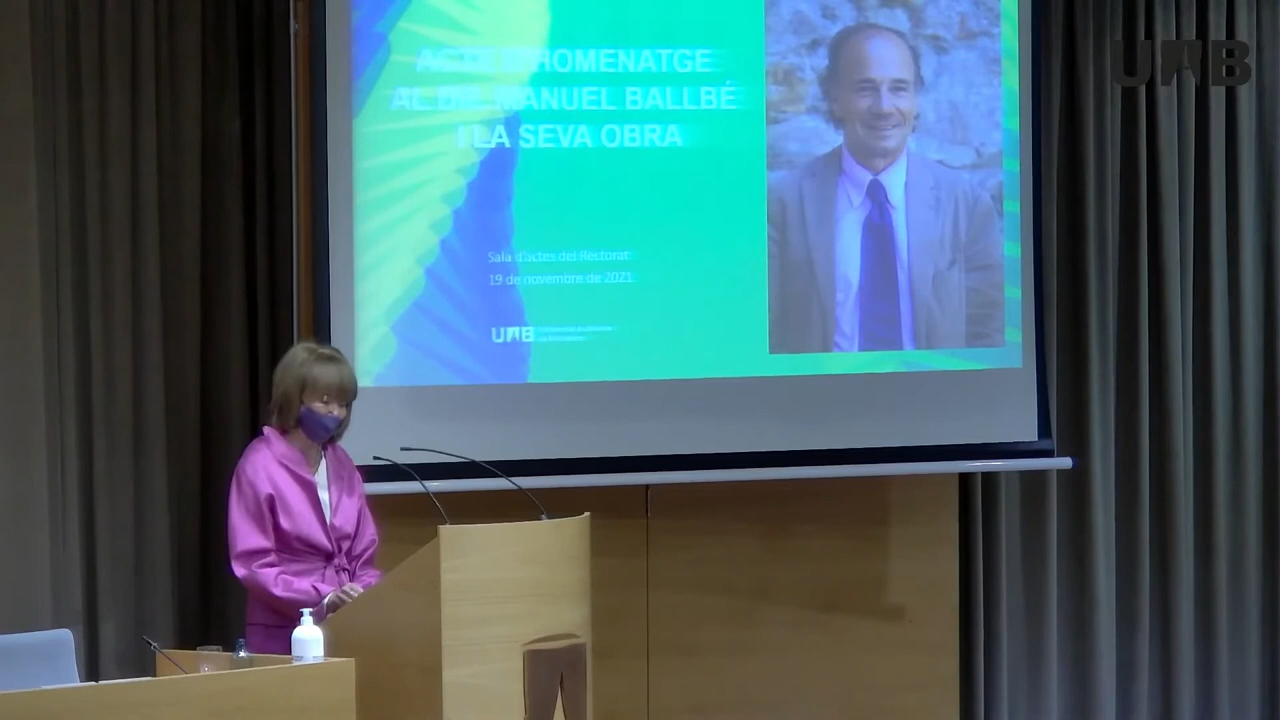 ACTE D'HOMENATGE
AL DR. MANUEL BALLBÉ
I LA SEVA OBRA
Sala d'actes del Rectorat
19 de novembre de 2021
UAB
UAB